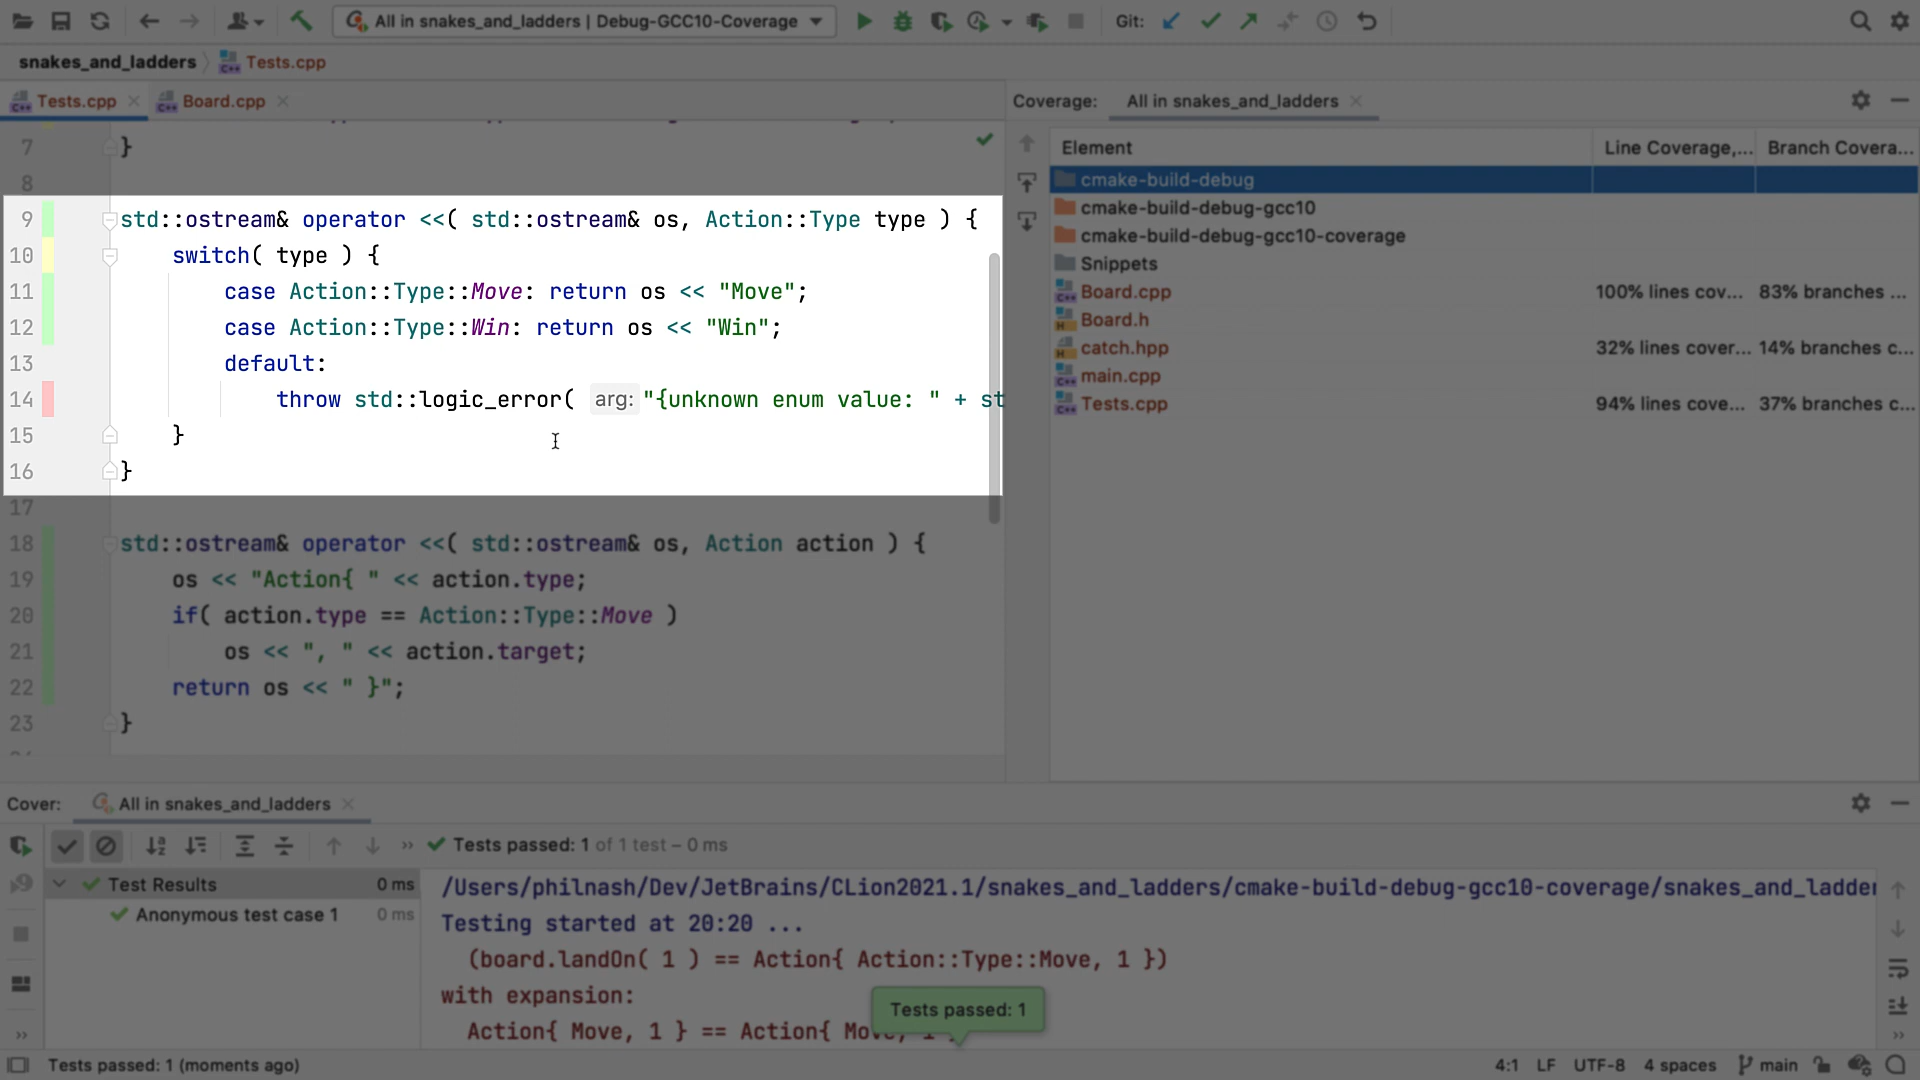 All in snakes_and_ladders | Debug-GCC10-Coverage
Git:
snakes_and_ladders
Tests.cpp
Tests.cpp
Board.cpp
7 }
8
9 std::ostream& operator <<( std::ostream& os, Action::Type type ) {
10 switch( type ) {
11 case Action::Type::Move: return os << "Move";
12 case Action::Type::Win: return os << "Win";
13 default:
14 throw std::logic_error( arg: "{unknown enum value: " + st
15 }
16 }
17
18 std::ostream& operator <<( std::ostream& os, Action action ) {
19 os << "Action{ " << action.type;
20 if( action.type == Action::Type::Move )
21 os << ", " << action.target;
22 return os << " }";
23 }
Coverage: All in snakes_and_ladders
Element Line Coverage,... Branch Covera...
cmake-build-debug
cmake-build-debug-gcc10
cmake-build-debug-gcc10-coverage
Snippets
Board.cpp 100% lines cov... 83% branches ...
Board.h
catch.hpp 32% lines cover... 14% branches c...
main.cpp
Tests.cpp 94% lines cove... 37% branches c...
Cover: All in snakes_and_ladders
Tests passed: 1 of 1 test – 0 ms
Test Results 0 ms
Anonymous test case 1 0 ms
/Users/philnash/Dev/JetBrains/CLion2021.1/snakes_and_ladders/cmake-build-debug-gcc10-coverage/snakes_and_ladder
Testing started at 20:20 ...
(board.landOn( 1 ) == Action{ Action::Type::Move, 1 })
with expansion:
Action{ Move, 1 } == Action{ Move, 1
Tests passed: 1
Tests passed: 1 (moments ago)
4:1 LF UTF-8 4 spaces main